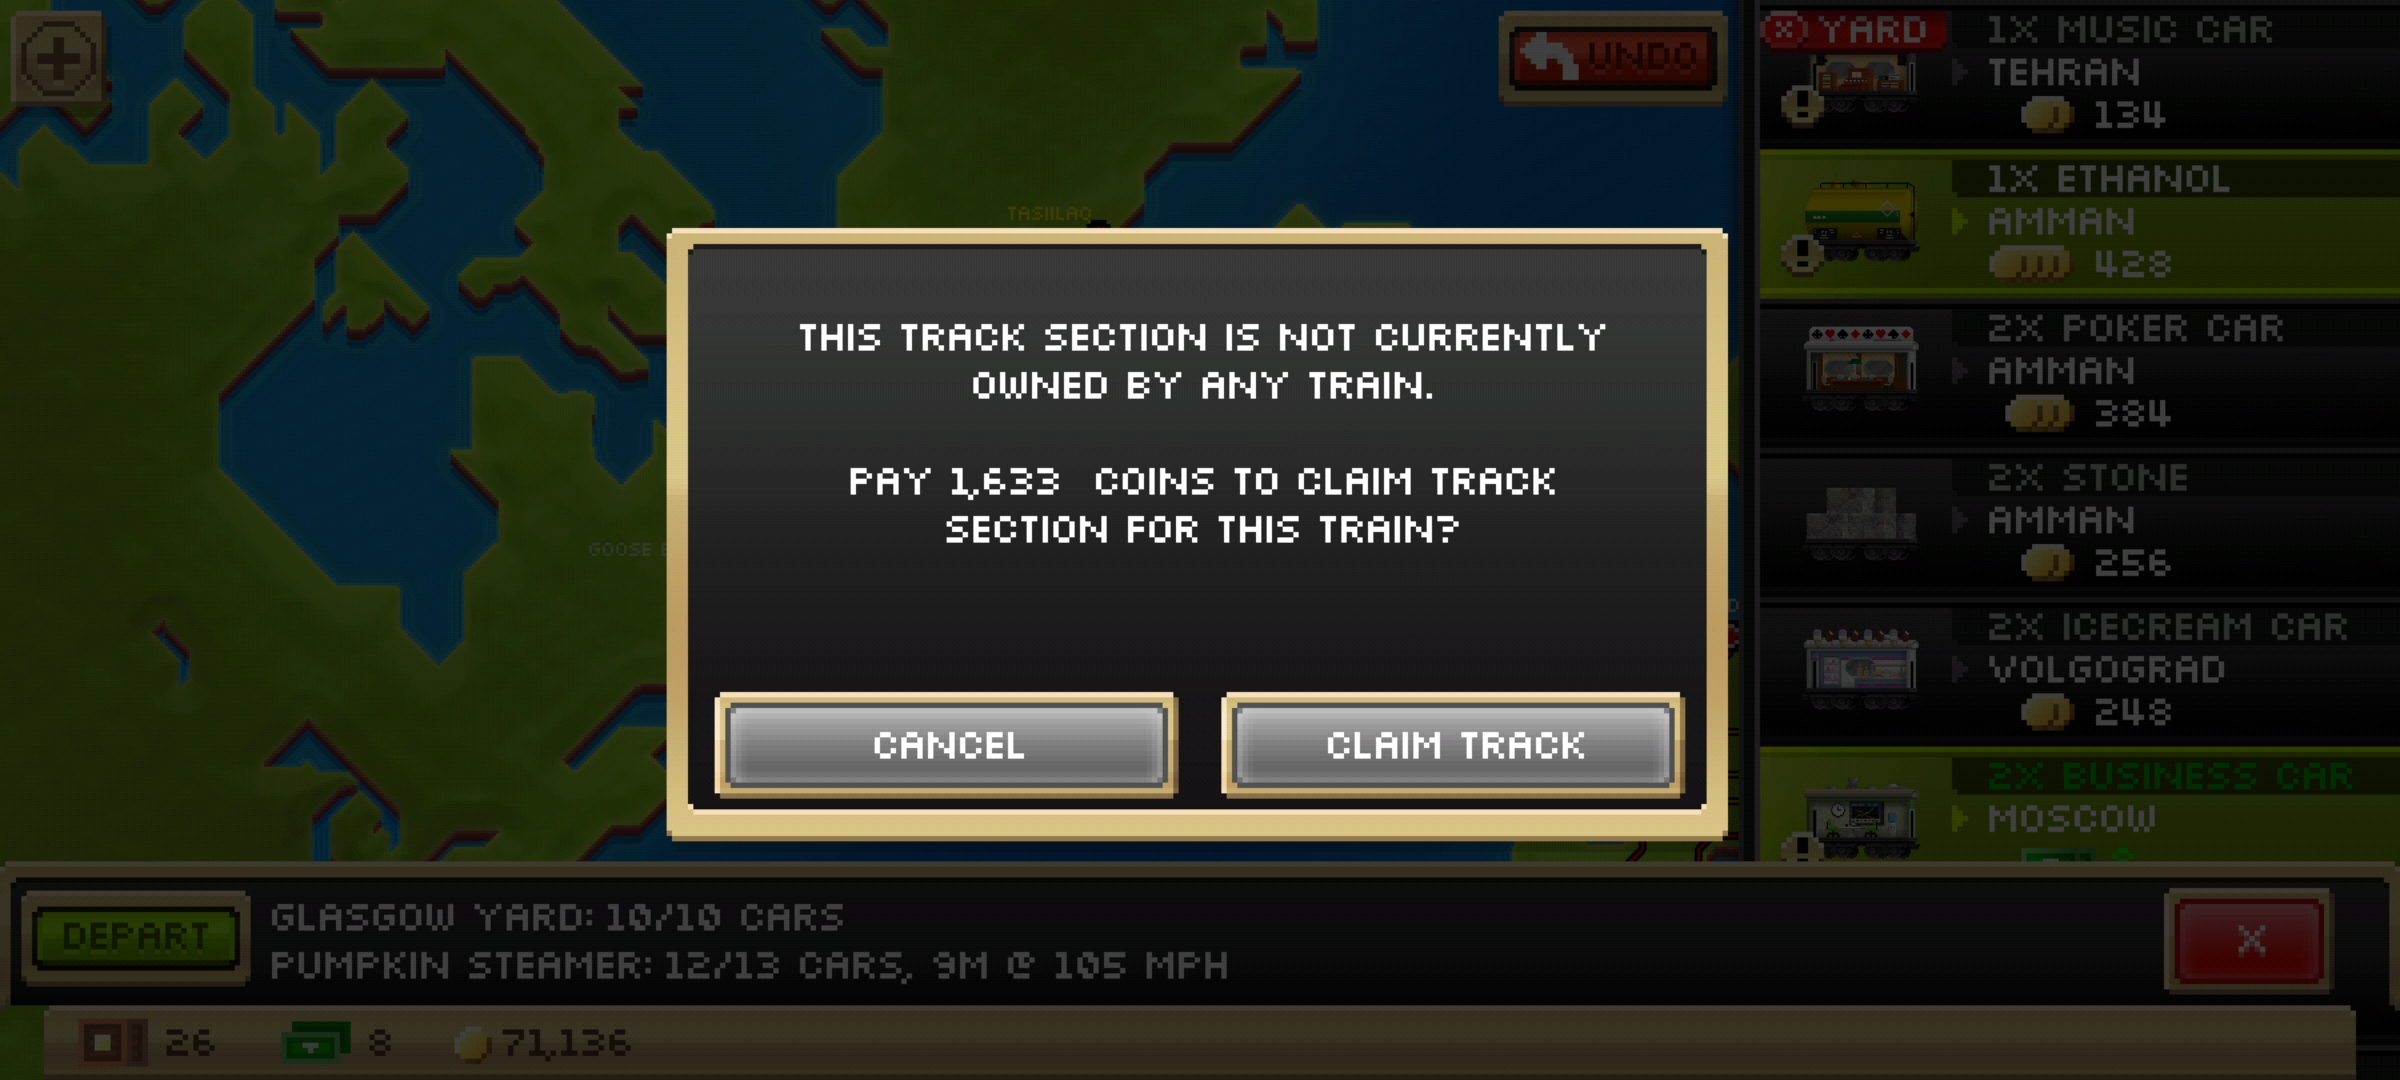 UNDO
TASIILAQ
GOOSE
THIS TRACK SECTION IS NOT CURRENTLY
OWNED BY ANY TRAIN.
PAY 1,633 COINS TO CLAIM TRACK
SECTION FOR THIS TRAIN?
CANCEL
CLAIM TRACK
YARD
1X MUSIC CAR
TEHRAN
134
1X ETHANOL
AMMAN
428
2X POKER CAR
AMMAN
384
2X STONE
AMMAN
256
2X ICECREAM CAR
VOLGOGRAD
248
2X BUSINESS CAR
MOSCOW
DEPART
GLASGOW YARD: 10/10 CARS
PUMPKIN STEAMER: 12/13 CARS, 9M @ 105 MPH
X
26
8
71,136